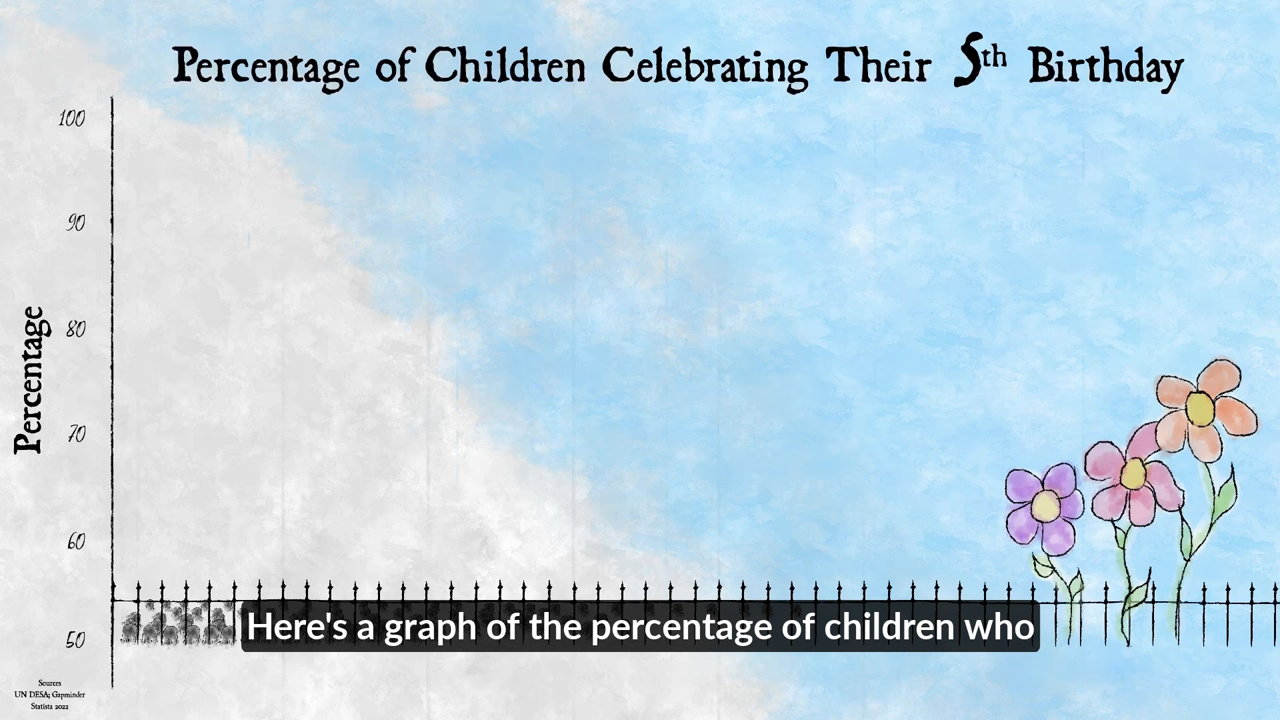 Percentage of Children Celebrating Their 5th Birthday
100
90
80
Percentage
70
60
50
Here's a graph of the percentage of children who
Sources
UN DESA; Gapminder
Statista 2022